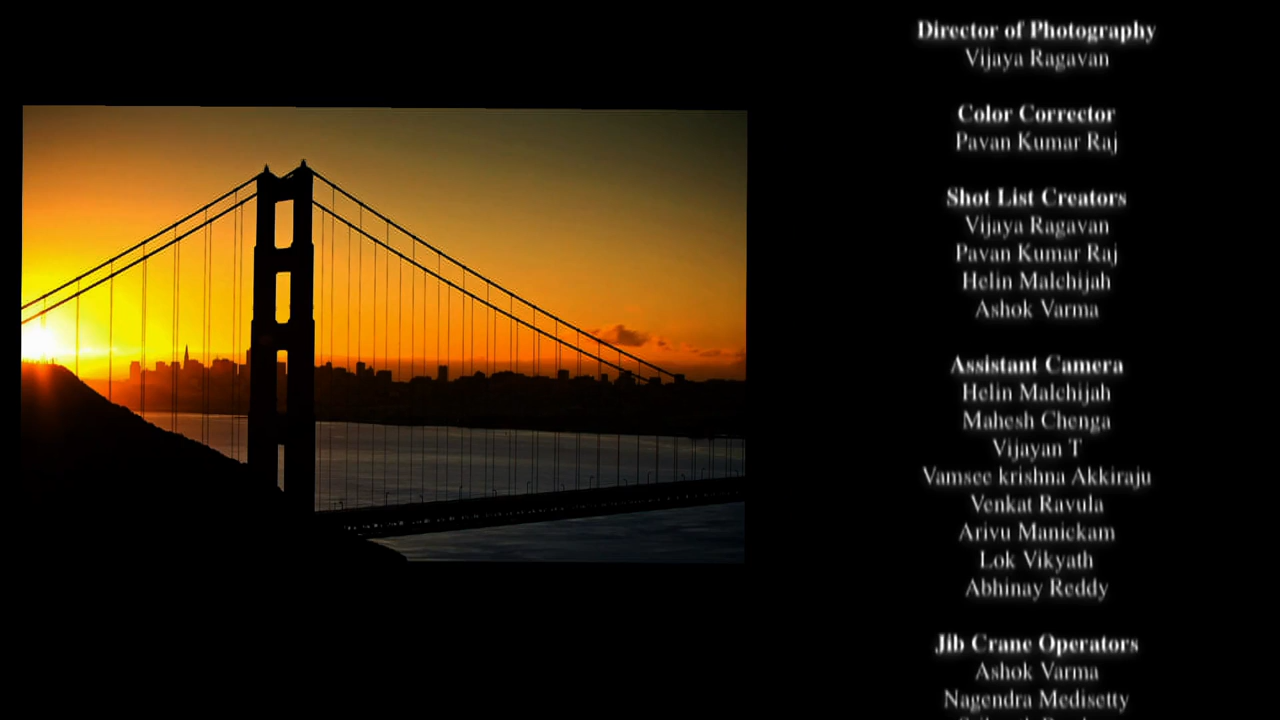 Director of Photography
Vijaya Ragavan
Color Corrector
Pavan Kumar Raj
Shot List Creators
Vijaya Ragavan
Pavan Kumar Raj
Helin Malchijah
Ashok Varma
Assistant Camera
Helin Malchijah
Mahesh Chenga
Vijayan T
Vamsee krishna Akkiraju
Venkat Ravula
Arivu Manickam
Lok Vikyath
Abhinay Reddy
Jib Crane Operators
Ashok Varma
Nagendra Medisetty